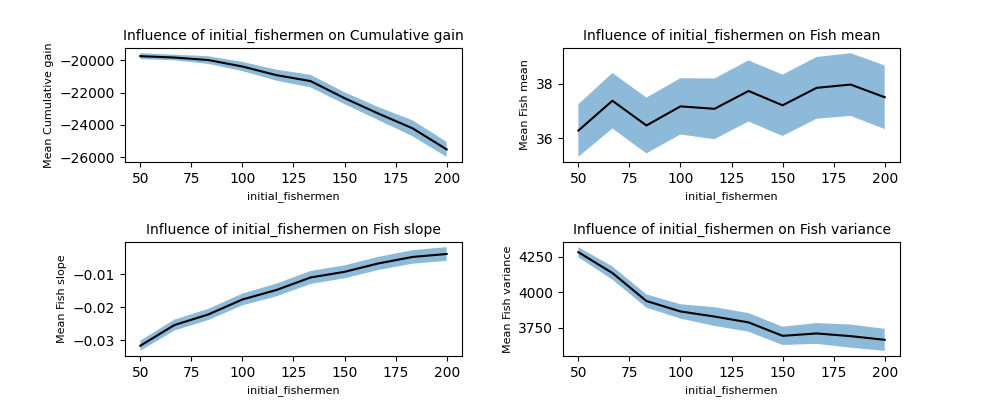 Influence of initial_fishermen on Cumulative gain
Mean Cumulative gain
−20000
−22000
−24000
−26000
50 75 100 125 150 175 200
initial_fishermen
Influence of initial_fishermen on Fish mean
Mean Fish mean
38
36
50 75 100 125 150 175 200
initial_fishermen
Influence of initial_fishermen on Fish slope
Mean Fish slope
−0.01
−0.02
−0.03
50 75 100 125 150 175 200
initial_fishermen
Influence of initial_fishermen on Fish variance
Mean Fish variance
4250
4000
3750
50 75 100 125 150 175 200
initial_fishermen